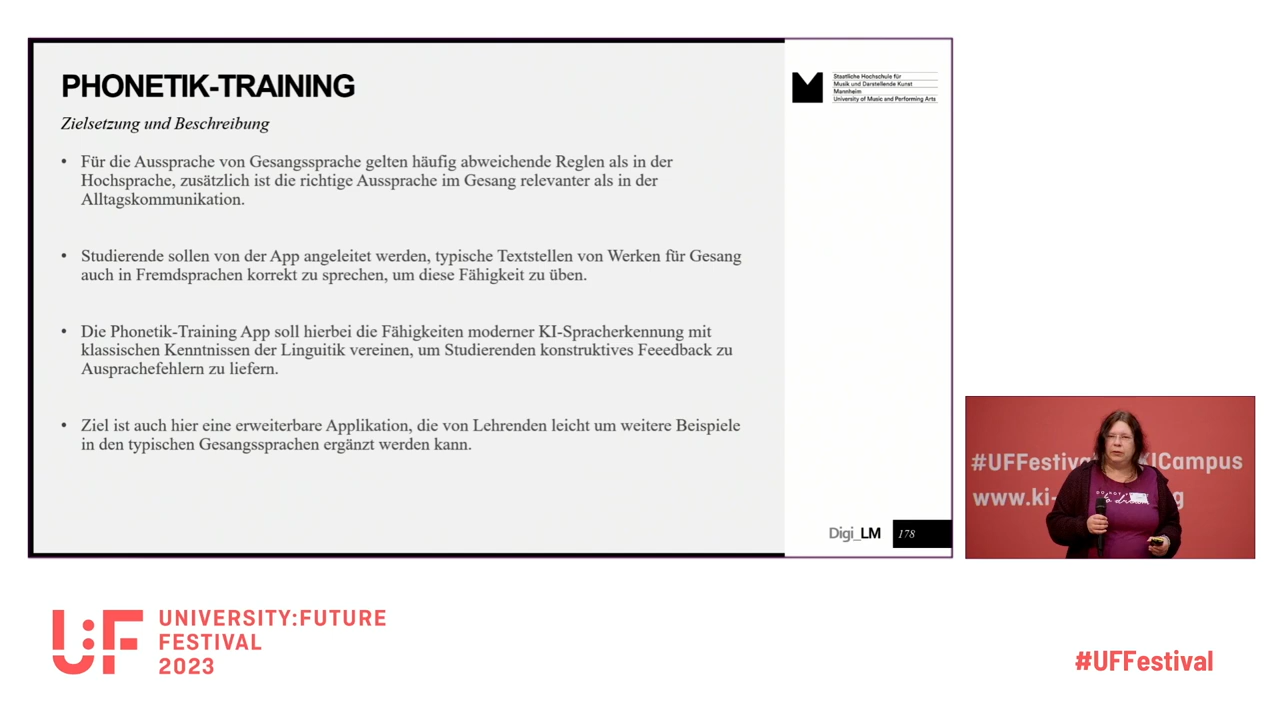 PHONETIK-TRAINING
Zielsetzung und Beschreibung
• Für die Aussprache von Gesangssprache gelten häufig abweichende Reglen als in der
Hochsprache, zusätzlich ist die richtige Aussprache im Gesang relevanter als in der
Alltagskommunikation.
• Studierende sollen von der App angeleitet werden, typische Textstellen von Werken für Gesang
auch in Fremdsprachen korrekt zu sprechen, um diese Fähigkeit zu üben.
• Die Phonetik-Training App soll hierbei die Fähigkeiten moderner KI-Spracherkennung mit
klassischen Kenntnissen der Linguitik vereinen, um Studierenden konstruktives Feeedback zu
Ausprachefehlern zu liefern.
• Ziel ist auch hier eine erweiterbare Applikation, die von Lehrenden leicht um weitere Beispiele
in den typischen Gesangssprachen ergänzt werden kann.
Staatliche Hochschule für
Musik und Darstellende Kunst
Mannheim
University of Music and Performing Arts
Digi_LM
178
#UFFestiva KICampus
www.ki- g
U:F
UNIVERSITY:FUTURE
FESTIVAL
2023
#UFFestival